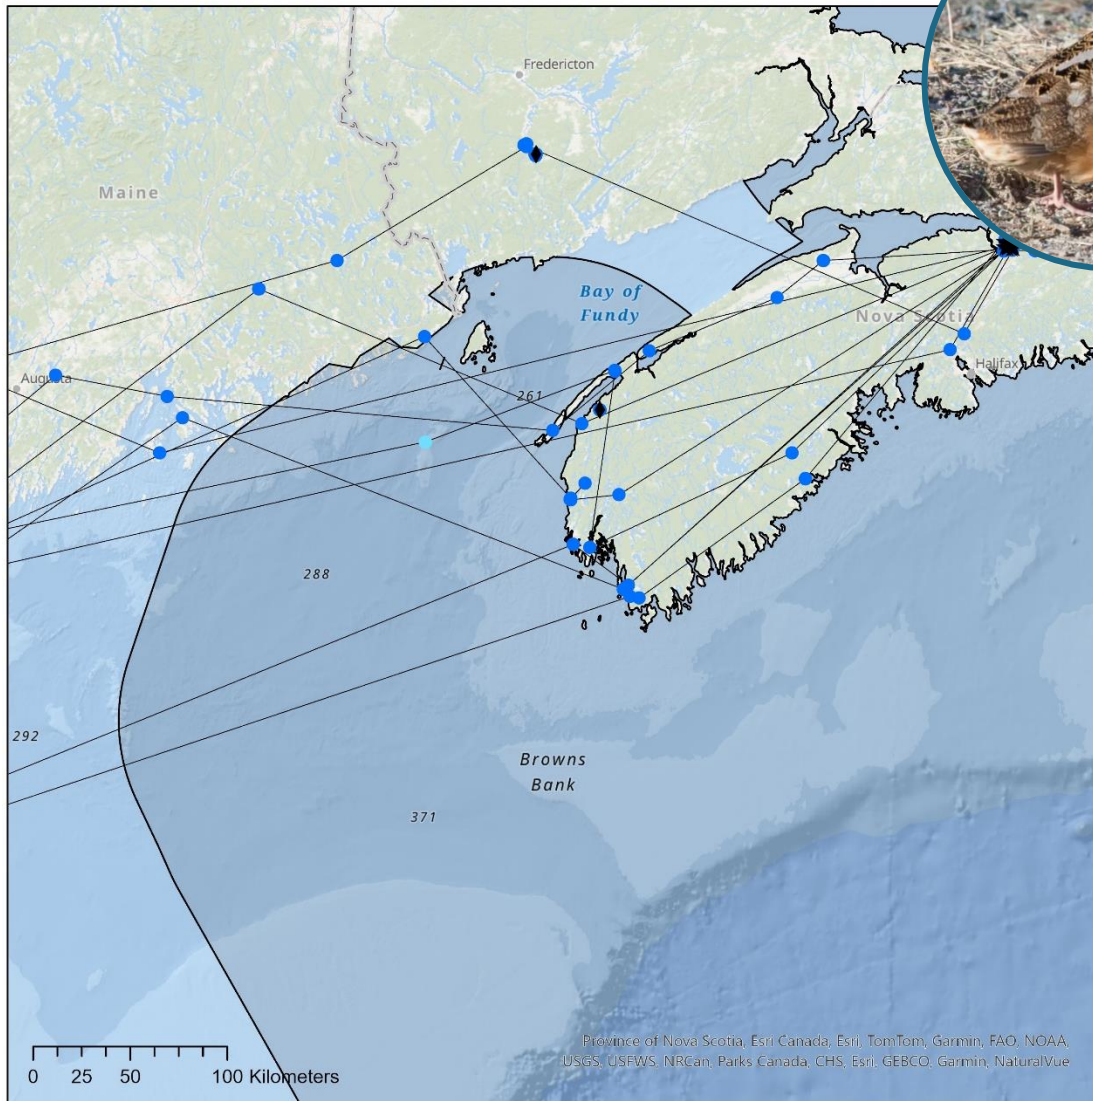 Fredericton
Maine
Bay of
Fundy
Nova Scotia
Halifax
Augusta
261
288
292
Browns
Bank
371
0 25 50 100 Kilometers
Province of Nova Scotia, Esri Canada, Esri, TomTom, Garmin, FAO, NOAA,
USGS, USFWS, NRCan, Parks Canada, CHS, Esri, GEBCO, Garmin, NaturalVue